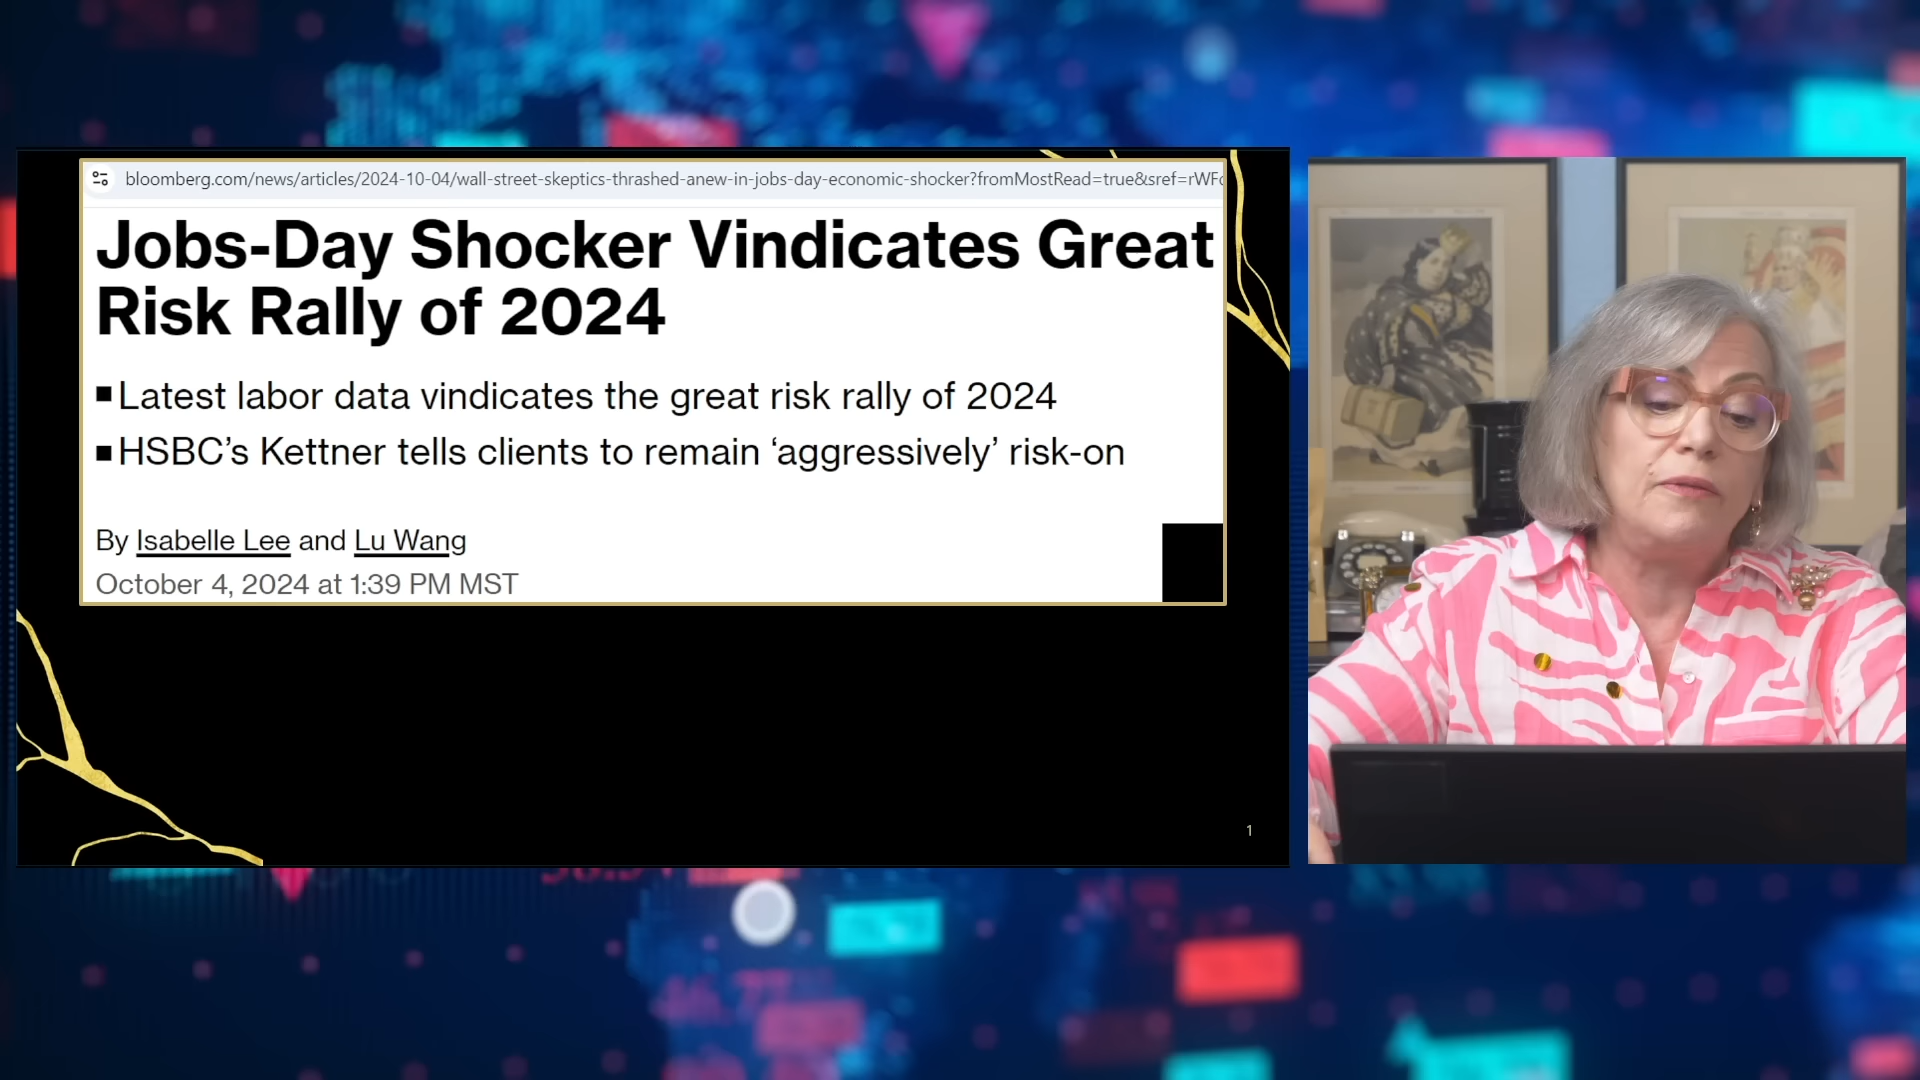 bloomberg.com/news/articles/2024-10-04/wall-street-skeptics-thrashed-anew-in-jobs-day-economic-shocker?fromMostRead=true&sref=rWF
Jobs-Day Shocker Vindicates Great
Risk Rally of 2024
■ Latest labor data vindicates the great risk rally of 2024
■ HSBC’s Kettner tells clients to remain ‘aggressively’ risk-on
By Isabelle Lee and Lu Wang
October 4, 2024 at 1:39 PM MST
1